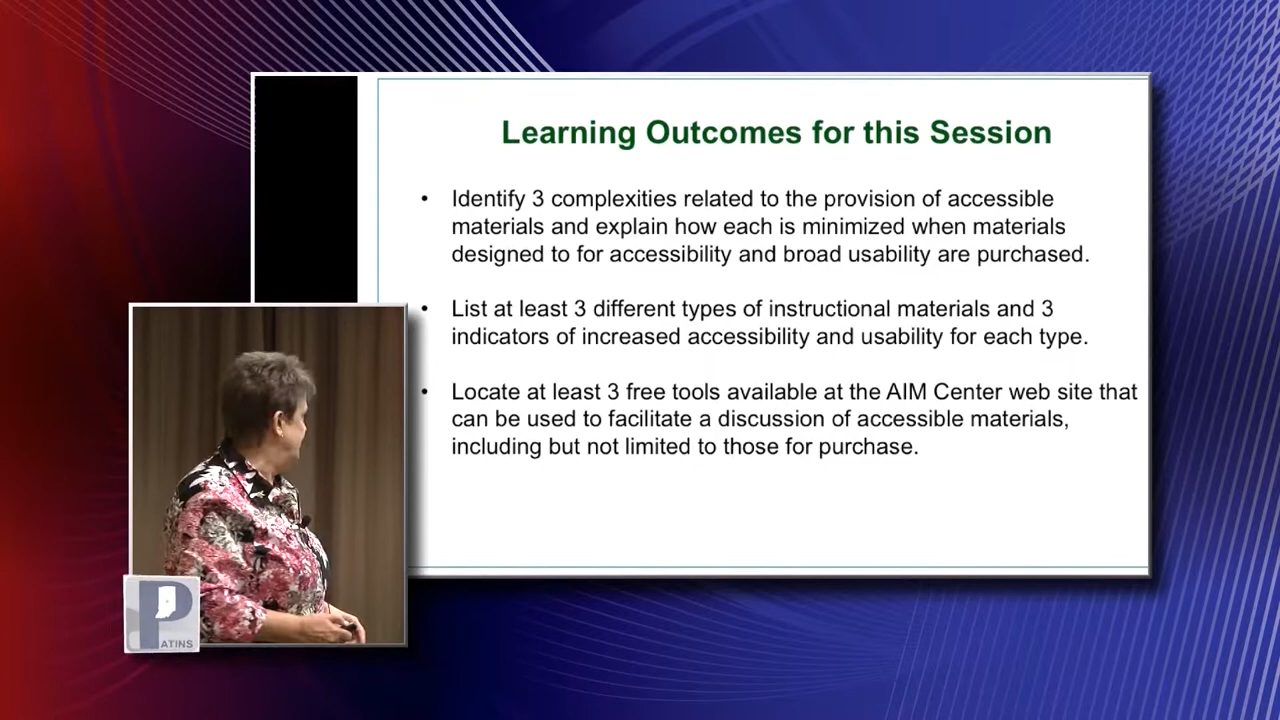 Learning Outcomes for this Session
• Identify 3 complexities related to the provision of accessible
materials and explain how each is minimized when materials
designed to for accessibility and broad usability are purchased.
• List at least 3 different types of instructional materials and 3
indicators of increased accessibility and usability for each type.
• Locate at least 3 free tools available at the AIM Center web site that
can be used to facilitate a discussion of accessible materials,
including but not limited to those for purchase.
PATINS